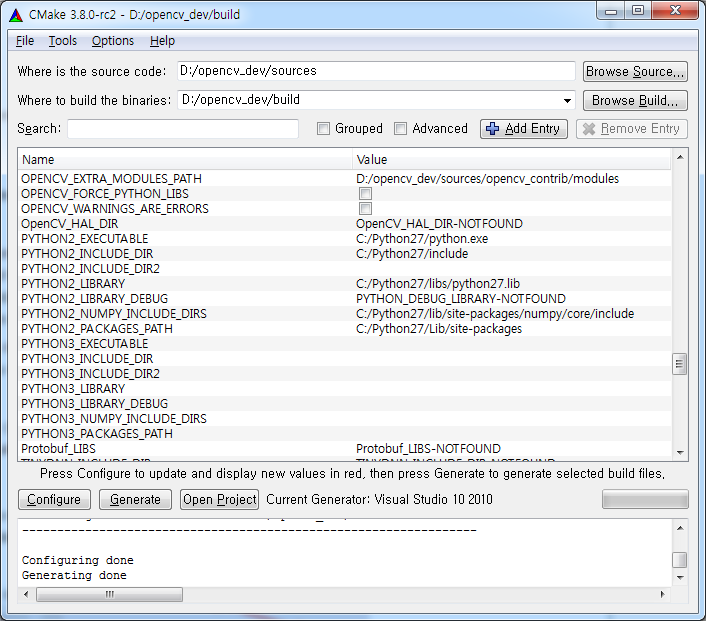 CMake 3.8.0-rc2 - D:/opencv_dev/build
File Tools Options Help
Where is the source code: D:/opencv_dev/sources Browse Source...
Where to build the binaries: D:/opencv_dev/build Browse Build...
Search: Grouped Advanced Add Entry Remove Entry
Name Value
OPENCV_EXTRA_MODULES_PATH D:/opencv_dev/sources/opencv_contrib/modules
OPENCV_FORCE_PYTHON_LIBS
OPENCV_WARNINGS_ARE_ERRORS
OpenCV_HAL_DIR OpenCV_HAL_DIR-NOTFOUND
PYTHON2_EXECUTABLE C:/Python27/python.exe
PYTHON2_INCLUDE_DIR C:/Python27/include
PYTHON2_INCLUDE_DIR2
PYTHON2_LIBRARY C:/Python27/libs/python27.lib
PYTHON2_LIBRARY_DEBUG PYTHON_DEBUG_LIBRARY-NOTFOUND
PYTHON2_NUMPY_INCLUDE_DIRS C:/Python27/lib/site-packages/numpy/core/include
PYTHON2_PACKAGES_PATH C:/Python27/Lib/site-packages
PYTHON3_EXECUTABLE
PYTHON3_INCLUDE_DIR
PYTHON3_INCLUDE_DIR2
PYTHON3_LIBRARY
PYTHON3_LIBRARY_DEBUG
PYTHON3_NUMPY_INCLUDE_DIRS
PYTHON3_PACKAGES_PATH
Protobuf_LIBS Protobuf_LIBS-NOTFOUND
Press Configure to update and display new values in red, then press Generate to generate selected build files.
Configure Generate Open Project Current Generator: Visual Studio 10 2010
-----------------------------------------------------------------
Configuring done
Generating done